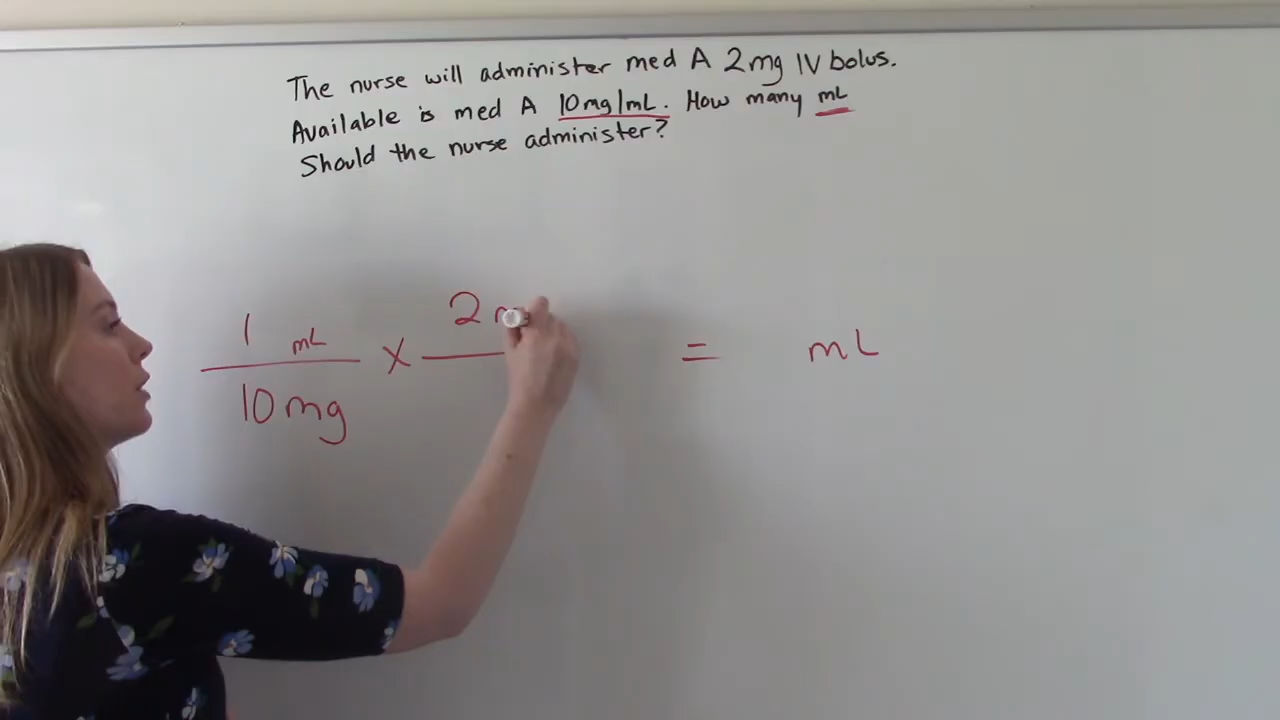 The nurse will administer med A 2mg IV bolus.
Available is med A 10mg/mL. How many mL
Should the nurse administer?
1 mL
10mg
X
2 m
=
mL